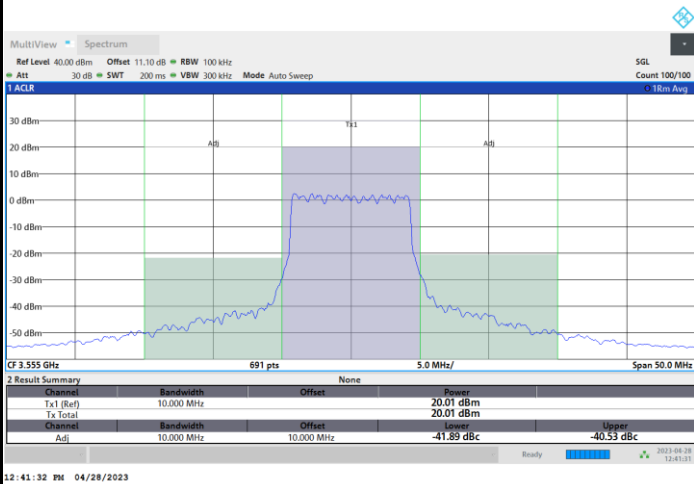 MultiView Spectrum
Ref Level 40.00 dBm Offset 11.10 dB RBW 100 kHz SGL
Att 30 dB SWT 200 ms VBW 300 kHz Mode Auto Sweep Count 100/100
1 ACLR 1Rm Avg
30 dBm
Tx1
20 dBm
Adj Adj
10 dBm
0 dBm
-10 dBm
-20 dBm
-30 dBm
-40 dBm
-50 dBm
CF 3.555 GHz 691 pts 5.0 MHz/ Span 50.0 MHz
2 Result Summary None
Channel Bandwidth Offset Power
Tx1 (Ref) 10.000 MHz 20.01 dBm
Tx Total 20.01 dBm
Channel Bandwidth Offset Lower Upper
Adj 10.000 MHz 10.000 MHz -41.89 dBc -40.53 dBc
Ready 2023-04-28
12:41:31
12:41:32 PM 04/28/2023